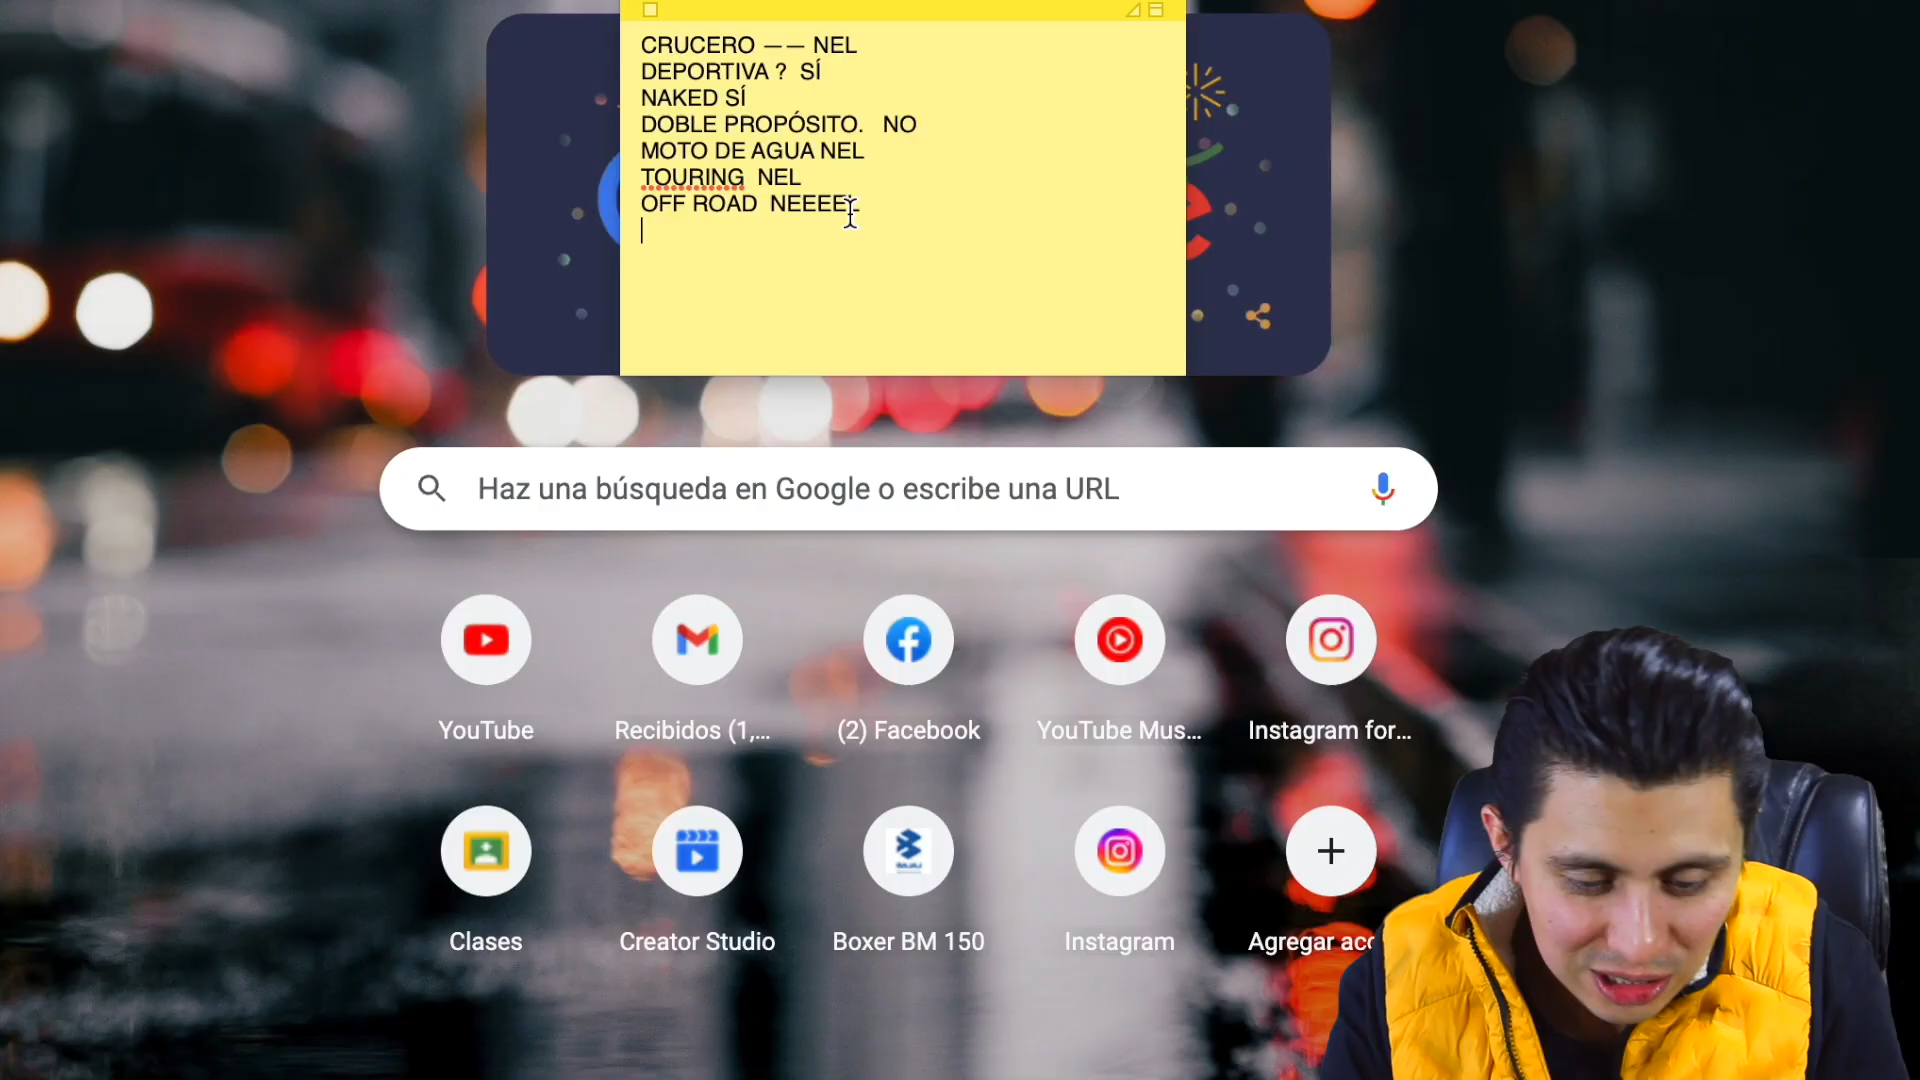 CRUCERO —— NEL
DEPORTIVA ? SÍ
NAKED SÍ
DOBLE PROPÓSITO. NO
MOTO DE AGUA NEL
TOURING NEL
OFF ROAD NEEEEL
Haz una búsqueda en Google o escribe una URL
YouTube
Recibidos (1,...
(2) Facebook
YouTube Mus...
Instagram for...
Clases
Creator Studio
Boxer BM 150
Instagram
Agregar acc